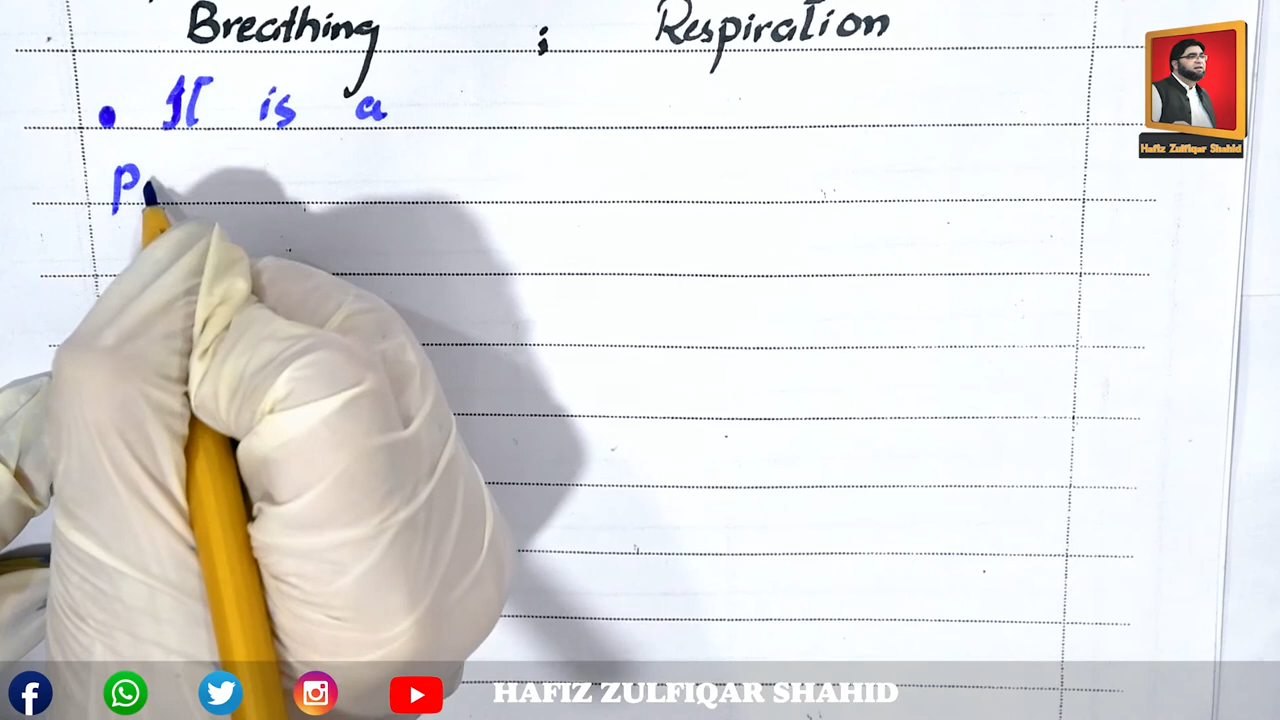 Breathing : Respiration
• It is a
P
Hafiz Zulfiqar Shahid
HAFIZ ZULFIQAR SHAHID